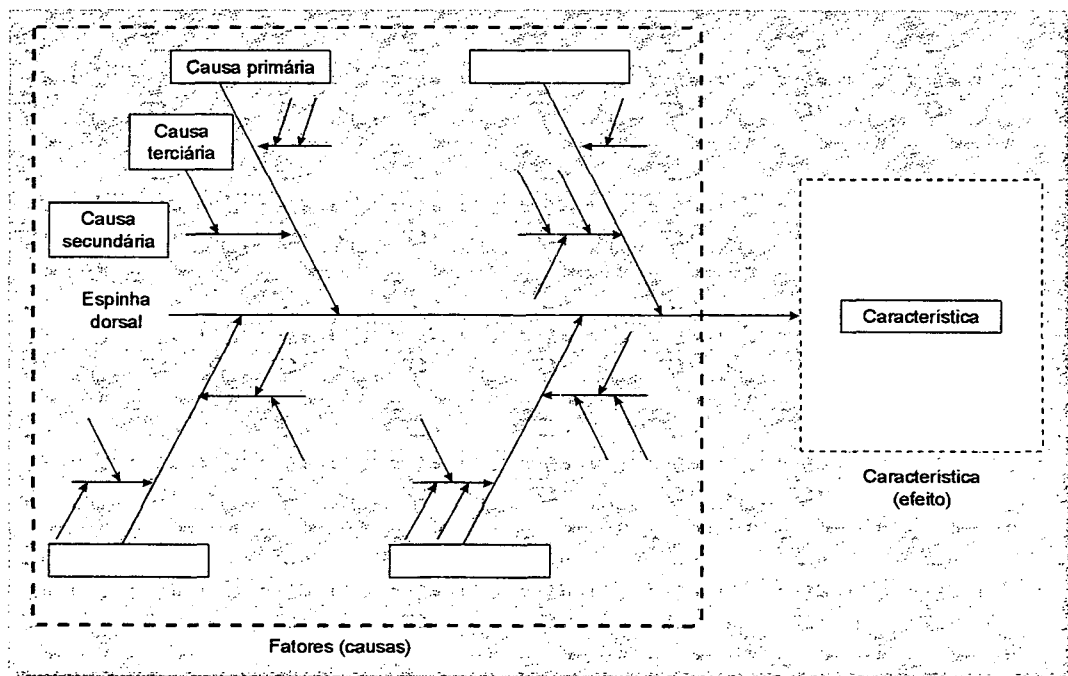 Causa primária
Causa
terciária
Causa
secundária
Espinha
dorsal
Característica
Característica
(efeito)
Fatores (causas)